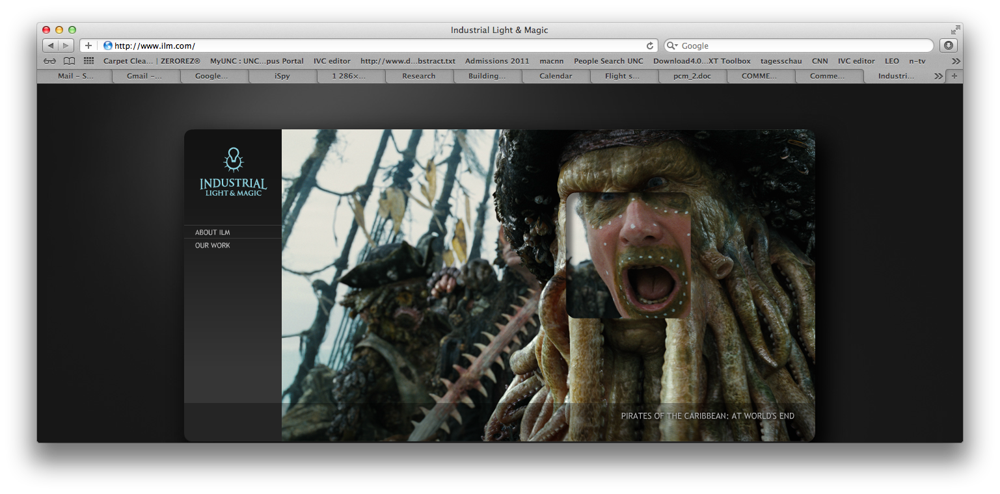 Industrial Light & Magic
http://www.ilm.com/
Google
Carpet Clea... | ZEROREZ® MyUNC : UNC...pus Portal IVC editor http://www.d...bstract.txt Admissions 2011 macnn People Search UNC Download4.0...XT Toolbox tagesschau CNN IVC editor LEO n-tv
Mail – S... Gmail –... Google... iSpy 1 286×... Research Building... Calendar Flight s... pcm_2.doc COMME... Comme... Industri...
INDUSTRIAL
LIGHT & MAGIC
ABOUT ILM
OUR WORK
PIRATES OF THE CARIBBEAN: AT WORLD'S END